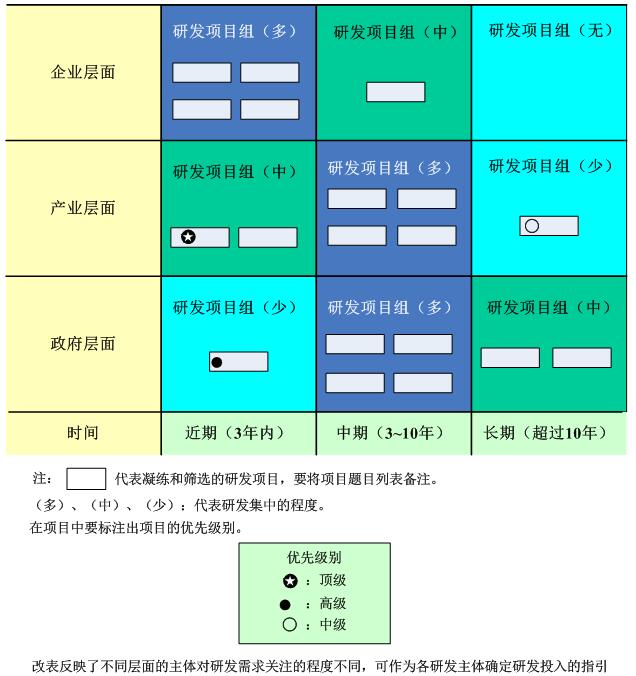 企业层面
研发项目组（多）
研发项目组（中）
研发项目组（无）
产业层面
研发项目组（中）
研发项目组（多）
研发项目组（少）
政府层面
研发项目组（少）
研发项目组（多）
研发项目组（中）
时间
近期（3年内）
中期（3~10年）
长期（超过10年）
注： 代表凝练和筛选的研发项目，要将项目题目列表备注。
（多）、（中）、（少）；代表研发集中的程度。
在项目中要标注出项目的优先级别。
优先级别
：顶级
：高级
：中级
改表反映了不同层面的主体对研发需求关注的程度不同，可作为各研发主体确定研发投入的指引